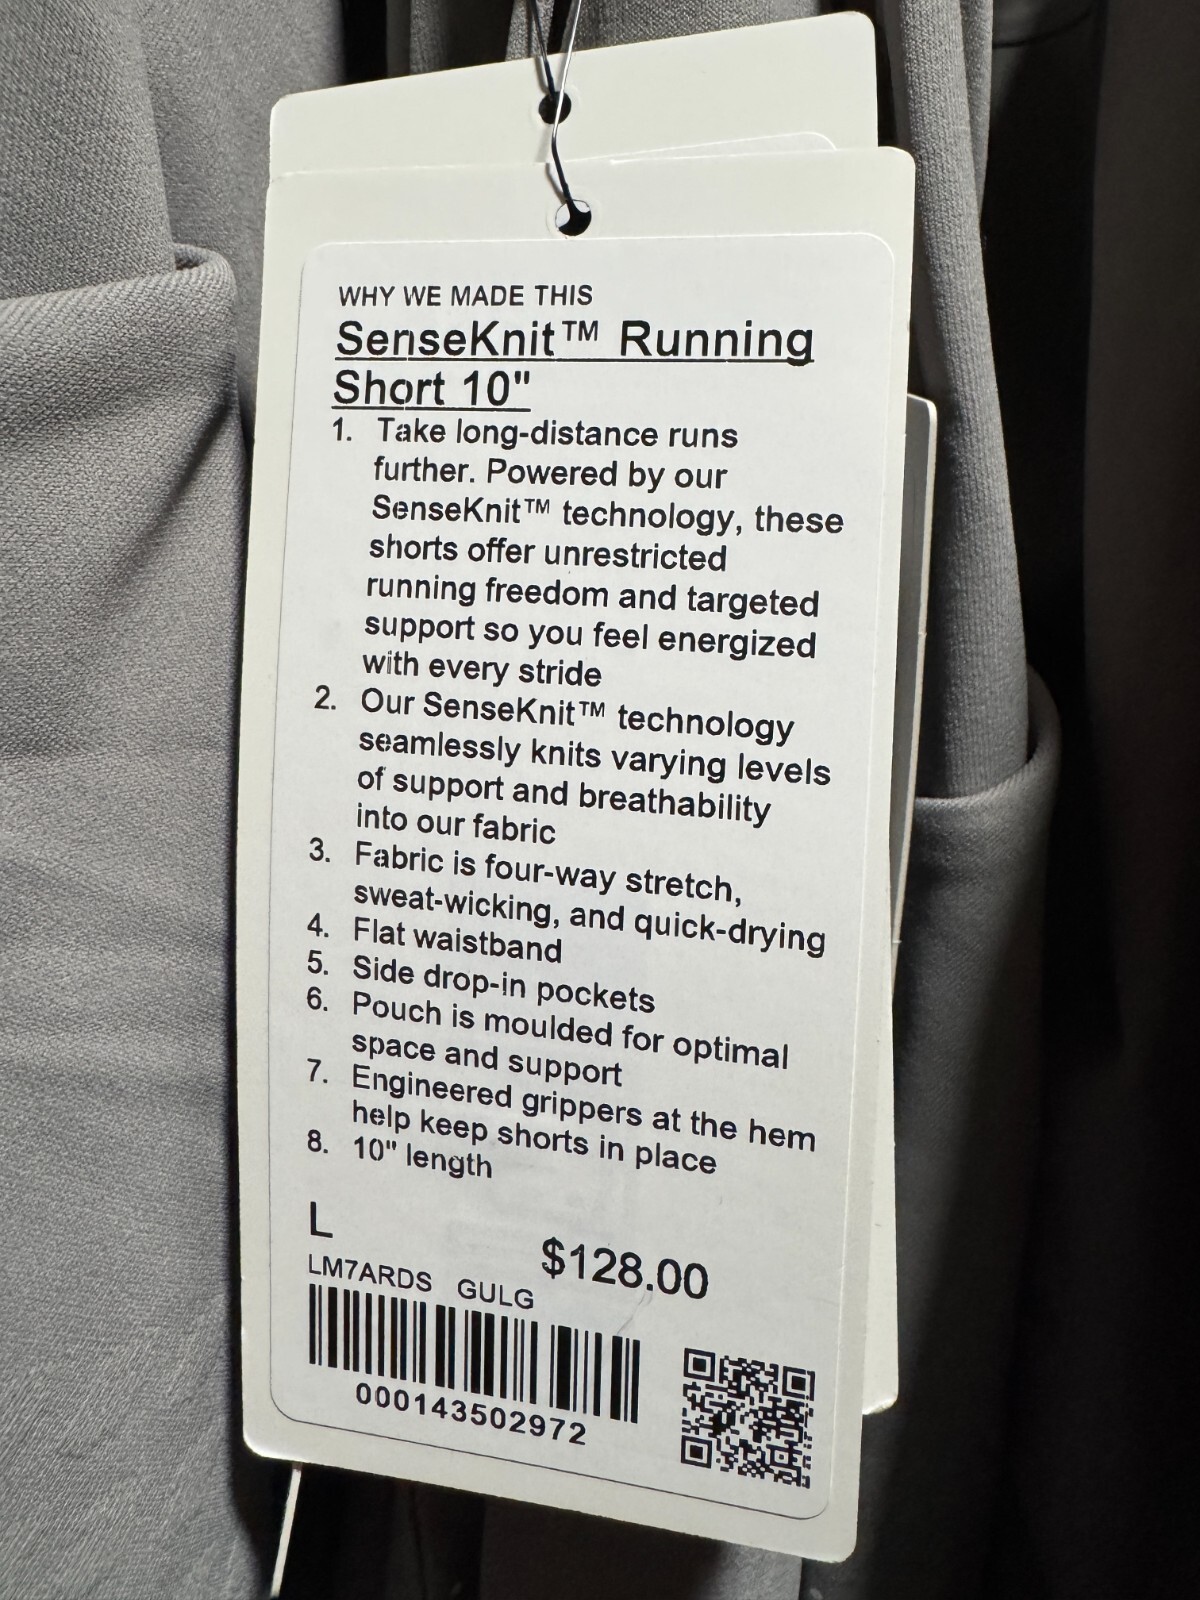 WHY WE MADE THIS
SenseKnit™ Running
Short 10"
1. Take long-distance runs
further. Powered by our
SenseKnit™ technology, these
shorts offer unrestricted
running freedom and targeted
support so you feel energized
with every stride
2. Our SenseKnit™ technology
seamlessly knits varying levels
of support and breathability
into our fabric
3. Fabric is four-way stretch,
sweat-wicking, and quick-drying
4. Flat waistband
5. Side drop-in pockets
6. Pouch is moulded for optimal
space and support
7. Engineered grippers at the hem
help keep shorts in place
8. 10" length
L
$128.00
LM7ARDS GULG
000143502972